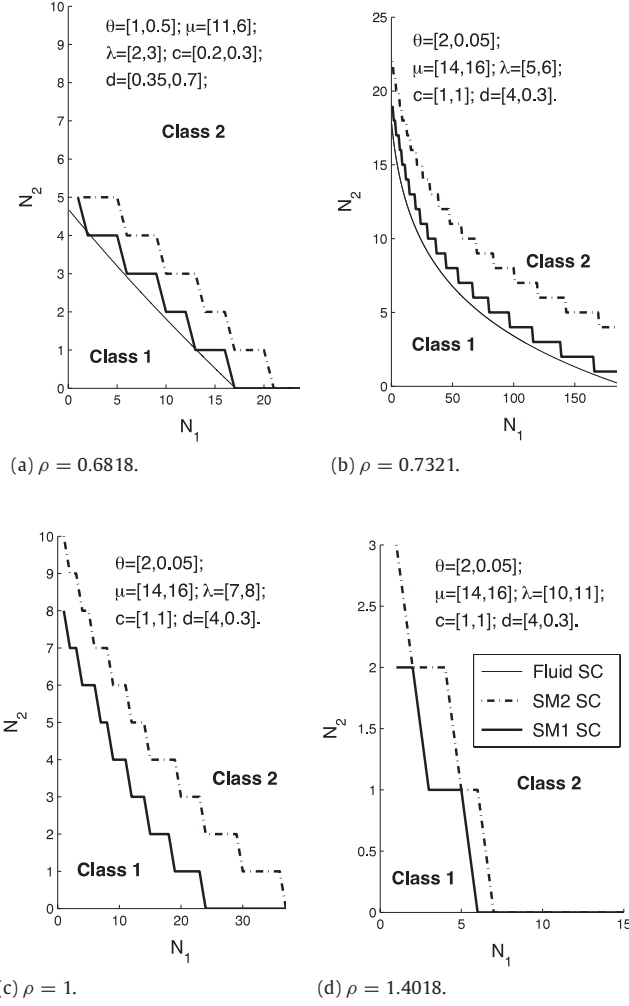 10
9
8
7
6
5
4
3
2
1
0
N2
θ=[1,0.5]; μ=[11,6];
λ=[2,3]; c=[0.2,0.3];
d=[0.35,0.7];
Class 2
Class 1
0 5 10 15 20
N1
(a) ρ = 0.6818.
25
20
15
10
5
0
N2
θ=[2,0.05];
μ=[14,16]; λ=[5,6];
c=[1,1]; d=[4,0.3].
Class 2
Class 1
0 50 100 150
N1
(b) ρ = 0.7321.
10
9
8
7
6
5
4
3
2
1
0
N2
θ=[2,0.05];
μ=[14,16]; λ=[7,8];
c=[1,1]; d=[4,0.3].
Class 2
Class 1
0 10 20 30
N1
(c) ρ = 1.
3
2.5
2
1.5
1
0.5
0
N2
θ=[2,0.05];
μ=[14,16]; λ=[10,11];
c=[1,1]; d=[4,0.3].
Fluid SC
SM2 SC
SM1 SC
Class 2
Class 1
0 5 10 15
N1
(d) ρ = 1.4018.